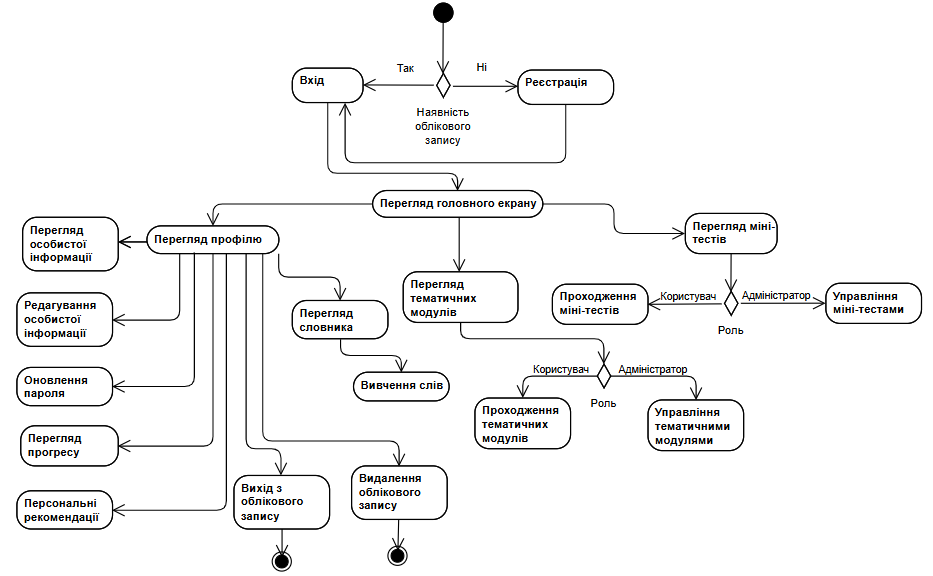 Так
Ні
Вхід
Реєстрація
Наявність
облікового
запису
Перегляд головного екрану
Перегляд
особистої
інформації
Перегляд профілю
Перегляд міні-
тестів
Редагування
особистої
інформації
Перегляд
словника
Перегляд
тематичних
модулів
Проходження
міні-тестів
Користувач
Адміністратор
Роль
Управління
міні-тестами
Оновлення
пароля
Вивчення слів
Користувач
Адміністратор
Роль
Проходження
тематичних
модулів
Управління
тематичними
модулями
Перегляд
прогресу
Персональні
рекомендації
Вихід з
облікового
запису
Видалення
облікового
запису